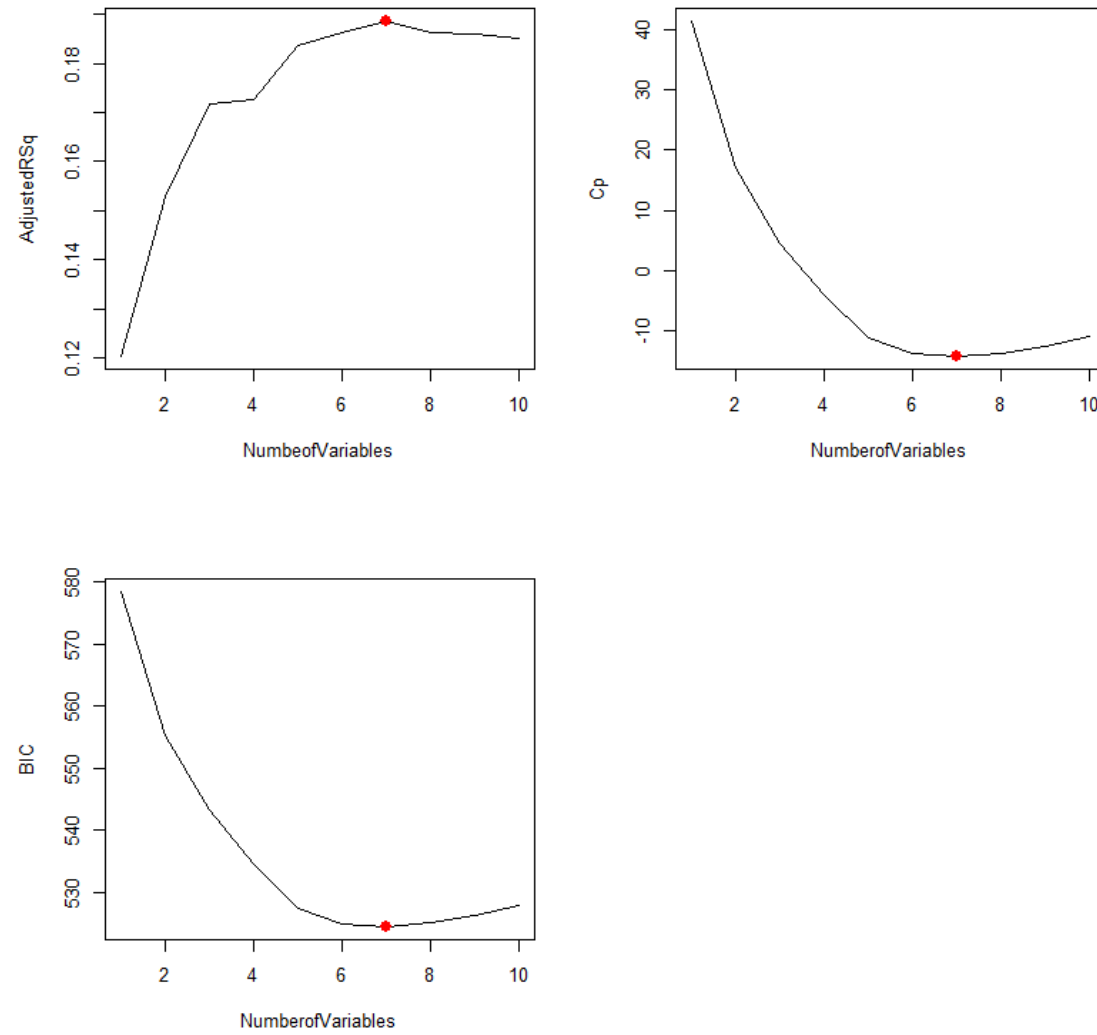 AdjustedRSq
0.12 0.14 0.16 0.18
2 4 6 8 10
NumbeofVariables
Cp
-10 0 10 20 30 40
2 4 6 8 10
NumberofVariables
BIC
530 540 550 560 570 580
2 4 6 8 10
NumberofVariables